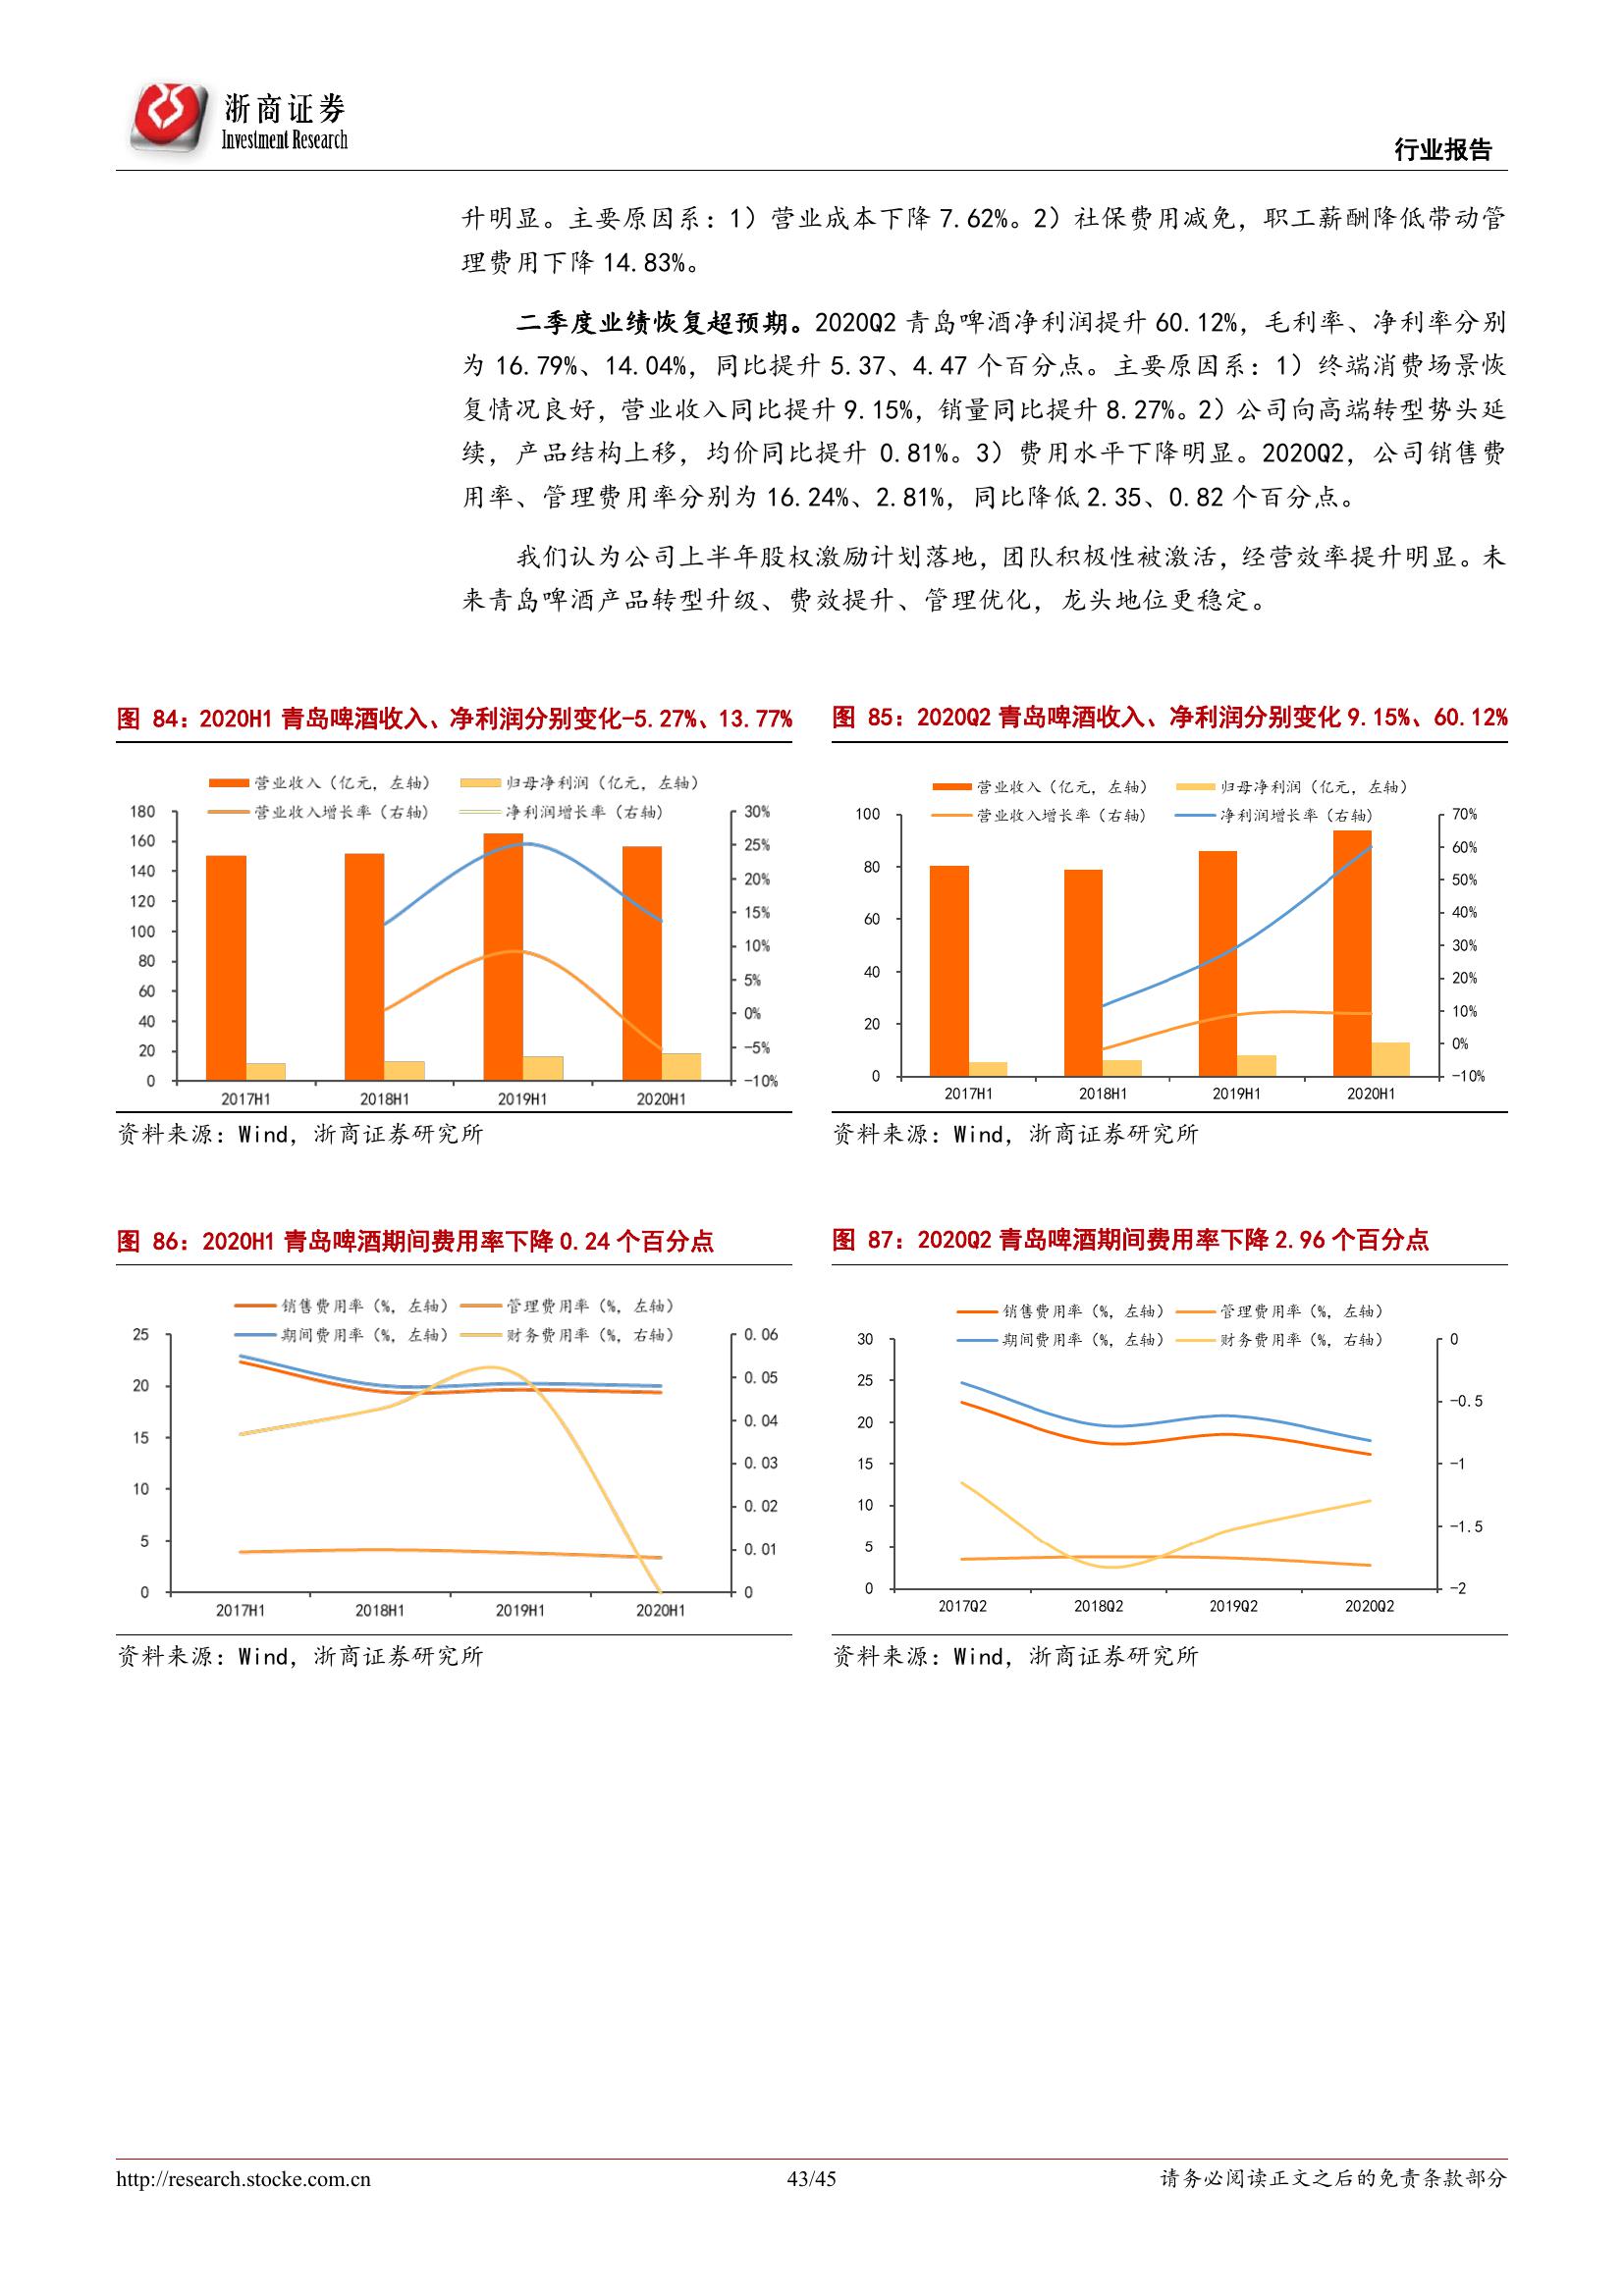 浙商证券
Investment Research
行业报告
升明显。主要原因系：1）营业成本下降 7.62%。2）社保费用减免，职工薪酬降低带动管
理费用下降 14.83%。
二季度业绩恢复超预期。2020Q2 青岛啤酒净利润提升 60.12%，毛利率、净利率分别
为 16.79%、14.04%，同比提升 5.37、4.47 个百分点。主要原因系：1）终端消费场景恢
复情况良好，营业收入同比提升 9.15%，销量同比提升 8.27%。2）公司向高端转型势头延
续，产品结构上移，均价同比提升 0.81%。3）费用水平下降明显。2020Q2，公司销售费
用率、管理费用率分别为 16.24%、2.81%，同比降低 2.35、0.82 个百分点。
我们认为公司上半年股权激励计划落地，团队积极性被激活，经营效率提升明显。未
来青岛啤酒产品转型升级、费效提升、管理优化，龙头地位更稳定。
图 84：2020H1 青岛啤酒收入、净利润分别变化-5.27%、13.77%
营业收入（亿元，左轴） 归母净利润（亿元，左轴）
营业收入增长率（右轴） 净利润增长率（右轴）
180 30%
160 25%
140 20%
120 15%
100 10%
80 5%
60 0%
40 -5%
20 -10%
0
2017H1 2018H1 2019H1 2020H1
资料来源：Wind，浙商证券研究所
图 85：2020Q2 青岛啤酒收入、净利润分别变化 9.15%、60.12%
营业收入（亿元，左轴） 归母净利润（亿元，左轴）
营业收入增长率（右轴） 净利润增长率（右轴）
100 70%
80 60%
60 50%
40 40%
20 30%
0 20%
10%
0%
-10%
2017H1 2018H1 2019H1 2020H1
资料来源：Wind，浙商证券研究所
图 86：2020H1 青岛啤酒期间费用率下降 0.24 个百分点
销售费用率（%，左轴） 管理费用率（%，左轴）
期间费用率（%，左轴） 财务费用率（%，右轴）
25 0.06
20 0.05
15 0.04
10 0.03
5 0.02
0 0.01
0
2017H1 2018H1 2019H1 2020H1
资料来源：Wind，浙商证券研究所
图 87：2020Q2 青岛啤酒期间费用率下降 2.96 个百分点
销售费用率（%，左轴） 管理费用率（%，左轴）
期间费用率（%，左轴） 财务费用率（%，右轴）
30 0
25 -0.5
20 -1
15 -1.5
10 -2
5
0
2017Q2 2018Q2 2019Q2 2020Q2
资料来源：Wind，浙商证券研究所
http://research.stocke.com.cn 43/45 请务必阅读正文之后的免责条款部分